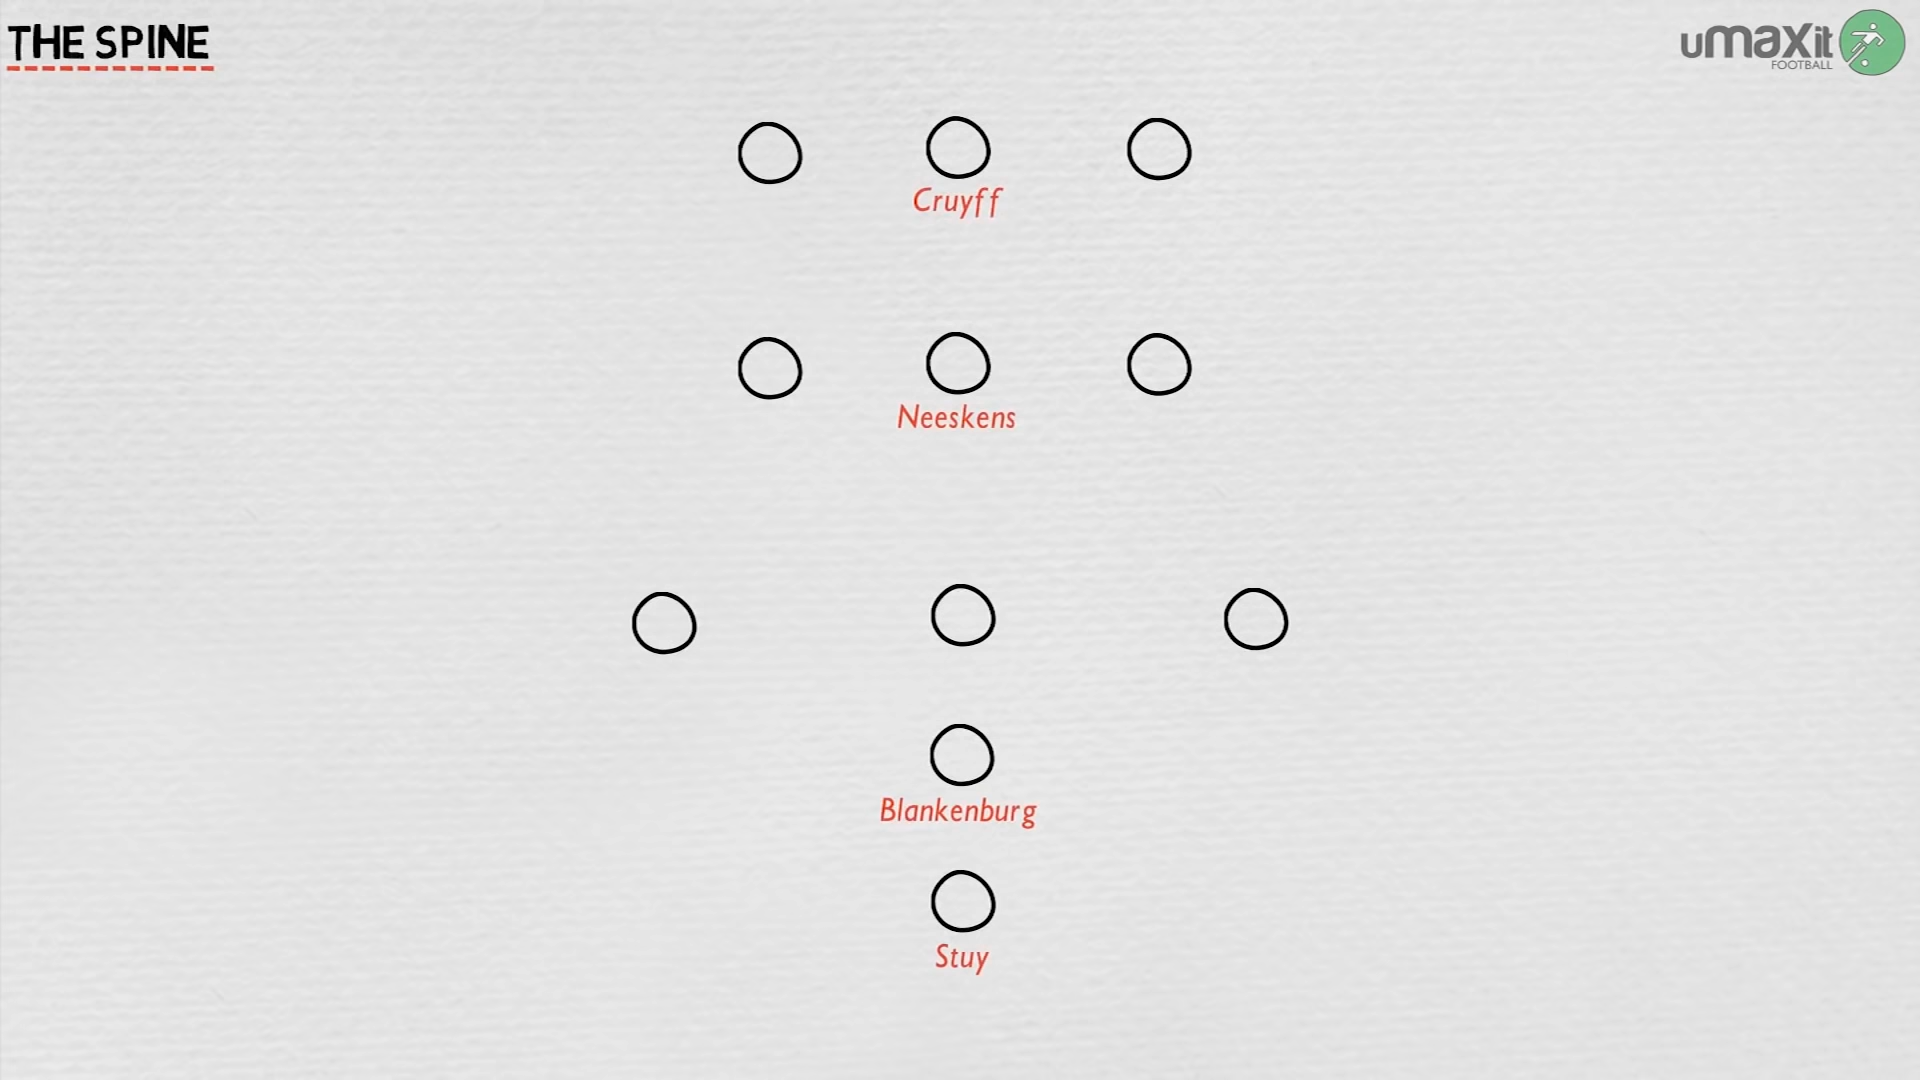 THE SPINE
umaxit
FOOTBALL
Cruyff
Neeskens
Blankenburg
Stuy